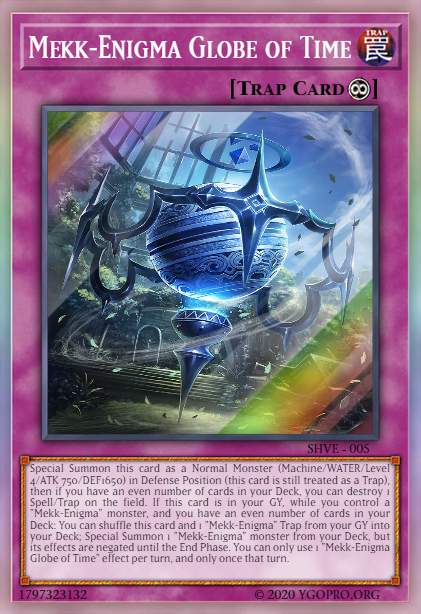 Mekk-Enigma Globe of Time
TRAP
罠
[Trap Card]
SHVE - 005
Special Summon this card as a Normal Monster (Machine/WATER/Level
4/ATK 750/DEF1650) in Defense Position (this card is still treated as a Trap),
then if you have an even number of cards in your Deck, you can destroy 1
Spell/Trap on the field. If this card is in your GY, while you control a
"Mekk-Enigma" monster, and you have an even number of cards in your
Deck: You can shuffle this card and 1 "Mekk-Enigma" Trap from your GY into
your Deck; Special Summon 1 "Mekk-Enigma" monster from your Deck, but
its effects are negated until the End Phase. You can only use 1 "Mekk-Enigma
Globe of Time" effect per turn, and only once that turn.
1797323132
© 2020 YGOPRO.ORG